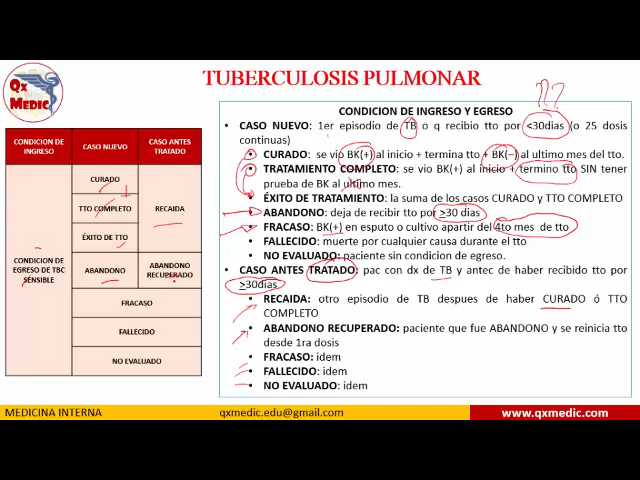 Qx
MEDIC
TUBERCULOSIS PULMONAR
??
CONDICION DE INGRESO
CASO NUEVO
CASO ANTES TRATADO
CONDICION DE EGRESO DE TBC SÉNSIBLE
CURADO
TTO COMPLETO
ÉXITO DE TTO
RECAIDA
ABANDONO
ABANDONO RECUPERADO
FRACASO
FALLECIDO
NO EVALUADO
CONDICION DE INGRESO Y EGRESO
• CASO NUEVO: 1er episodio de TB o q recibio tto por <30dias (o 25 dosis
continuas)
• CURADO: se vio BK(+) al inicio + termina tto + BK(–) al ultimo mes del tto.
• TRATAMIENTO COMPLETO: se vio BK(+) al inicio + termino tto SIN tener
prueba de BK al ultimo mes.
• ÉXITO DE TRATAMIENTO: la suma de los casos CURADO y TTO COMPLETO
• ABANDONO: deja de recibir tto por >30 dias
• FRACASO: BK(+) en esputo o cultivo apartir del 4to mes de tto
• FALLECIDO: muerte por cualquier causa durante el tto
• NO EVALUADO: paciente sin condicion de egreso.
• CASO ANTES TRATADO: pac con dx de TB y antec de haber recibido tto por
>30dias
• RECAIDA: otro episodio de TB despues de haber CURADO ó TTO
COMPLETO
• ABANDONO RECUPERADO: paciente que fue ABANDONO y se reinicia tto
desde 1ra dosis
• FRACASO: idem
• FALLECIDO: idem
• NO EVALUADO: idem
MEDICINA INTERNA
qxmedic.edu@gmail.com
www.qxmedic.com